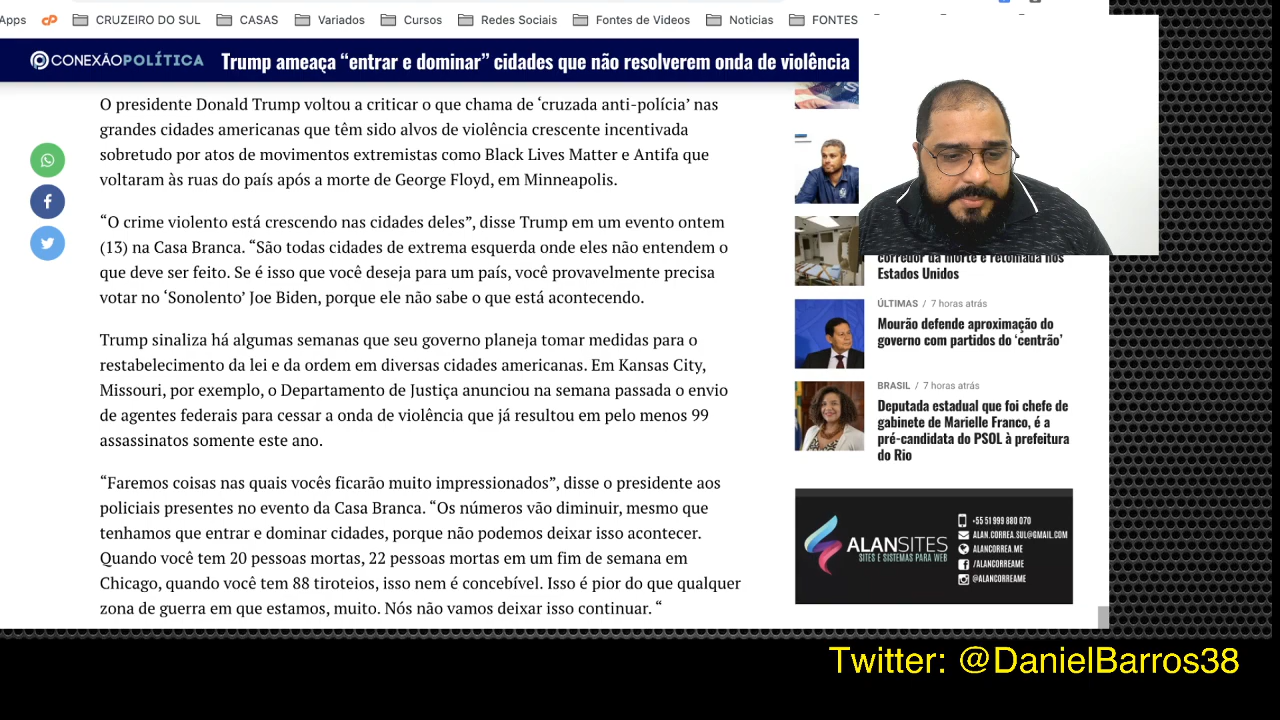 Apps
CRUZEIRO DO SUL
CASAS
Variados
Cursos
Redes Sociais
Fontes de Videos
Noticias
FONTES
CONEXÃOPOLÍTICA
Trump ameaça “entrar e dominar” cidades que não resolverem onda de violência
O presidente Donald Trump voltou a criticar o que chama de ‘cruzada anti-polícia’ nas
grandes cidades americanas que têm sido alvos de violência crescente incentivada
sobretudo por atos de movimentos extremistas como Black Lives Matter e Antifa que
voltaram às ruas do país após a morte de George Floyd, em Minneapolis.
“O crime violento está crescendo nas cidades deles”, disse Trump em um evento ontem
(13) na Casa Branca. “São todas cidades de extrema esquerda onde eles não entendem o
que deve ser feito. Se é isso que você deseja para um país, você provavelmente precisa
votar no ‘Sonolento’ Joe Biden, porque ele não sabe o que está acontecendo.
Trump sinaliza há algumas semanas que seu governo planeja tomar medidas para o
restabelecimento da lei e da ordem em diversas cidades americanas. Em Kansas City,
Missouri, por exemplo, o Departamento de Justiça anunciou na semana passada o envio
de agentes federais para cessar a onda de violência que já resultou em pelo menos 99
assassinatos somente este ano.
“Faremos coisas nas quais vocês ficarão muito impressionados”, disse o presidente aos
policiais presentes no evento da Casa Branca. “Os números vão diminuir, mesmo que
tenhamos que entrar e dominar cidades, porque não podemos deixar isso acontecer.
Quando você tem 20 pessoas mortas, 22 pessoas mortas em um fim de semana em
Chicago, quando você tem 88 tiroteios, isso nem é concebível. Isso é pior do que qualquer
zona de guerra em que estamos, muito. Nós não vamos deixar isso continuar. “
corredor da morte é retomada nos
Estados Unidos
ÚLTIMAS / 7 horas atrás
Mourão defende aproximação do
governo com partidos do ‘centrão’
BRASIL / 7 horas atrás
Deputada estadual que foi chefe de
gabinete de Marielle Franco, é a
pré-candidata do PSOL à prefeitura
do Rio
ALANSITES
SITES E SISTEMAS PARA WEB
+55 51 999 880 070
ALAN.CORREA.SUL@GMAIL.COM
ALANCORREA.ME
/ALANCORREAME
@ALANCORREAME
Twitter: @DanielBarros38